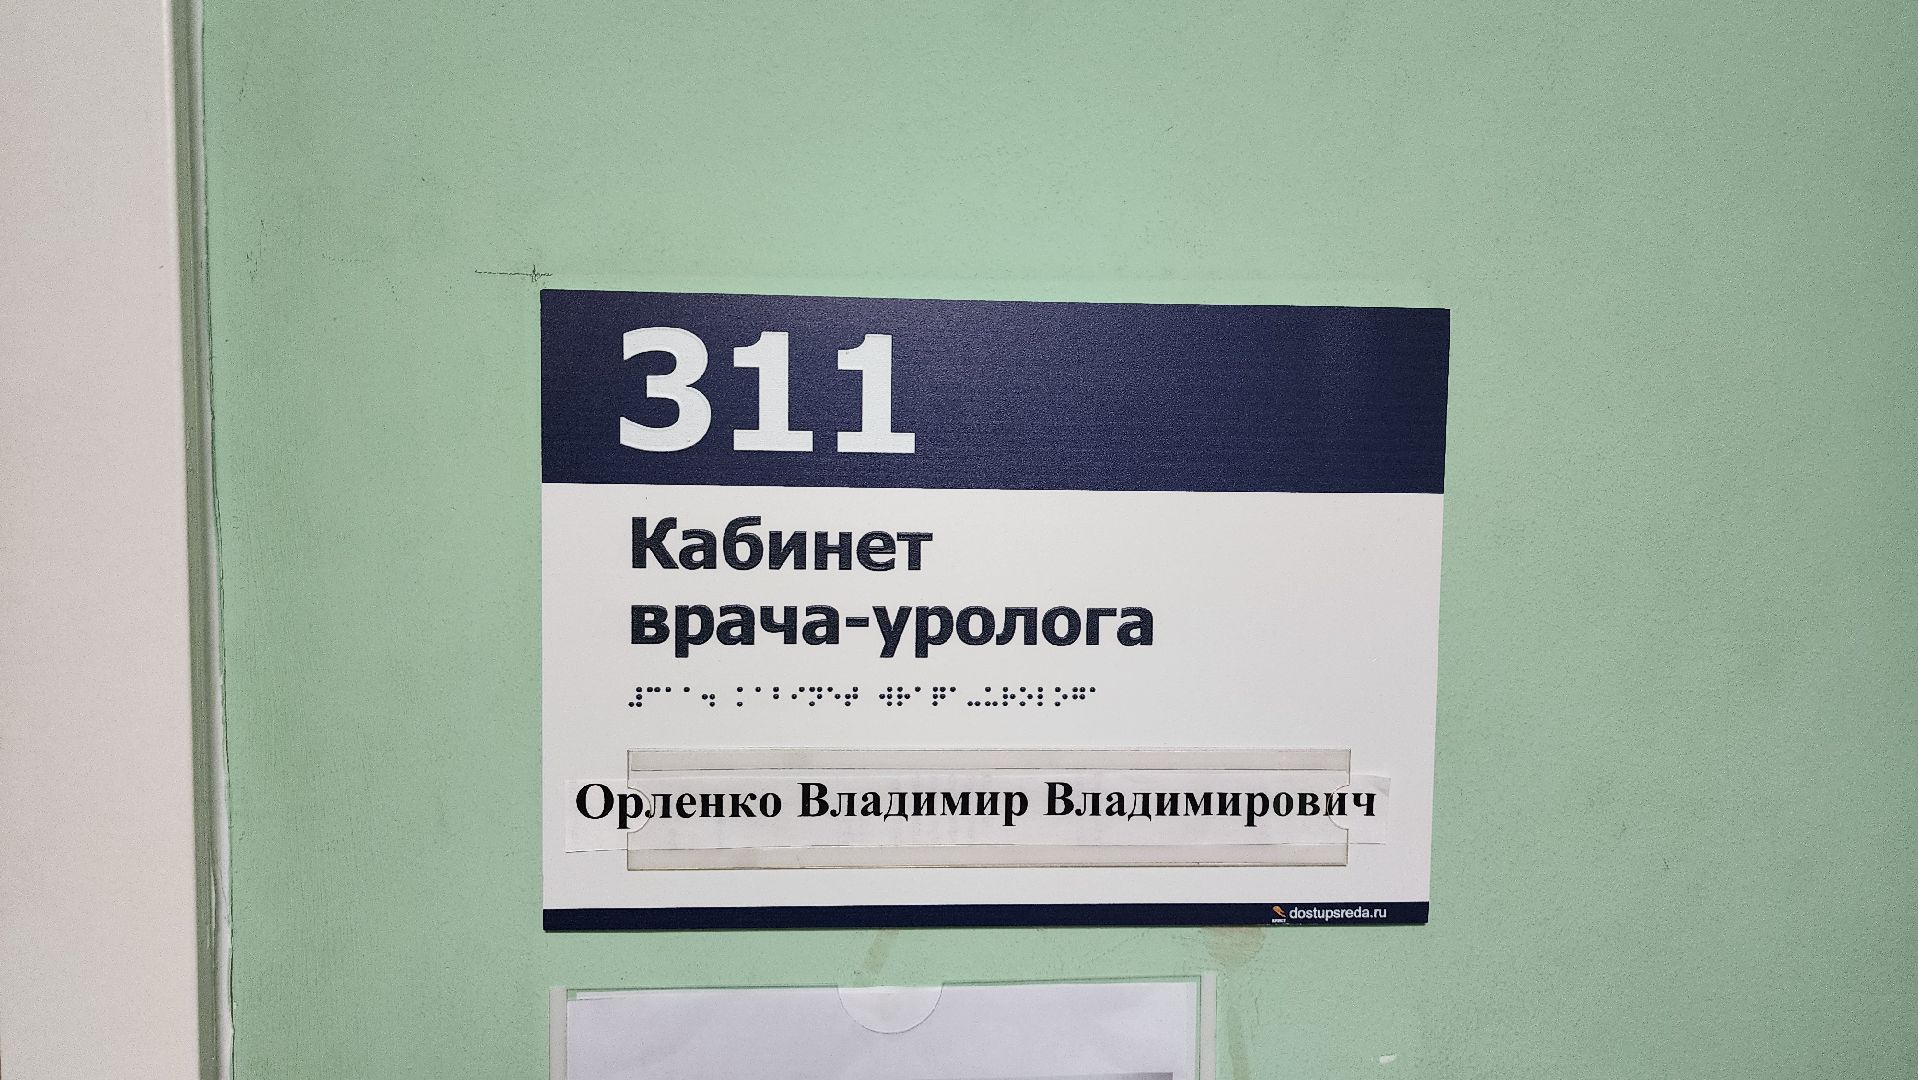 311
Кабинет
врача-уролога
⠼⠉⠁⠁⠲ ⠅⠁⠃⠊⠝⠑⠞ ⠺⠗⠁⠟⠁⠤⠥⠗⠕⠇⠕⠛⠁
Орленко Владимир Владимирович
dostupsreda.ru